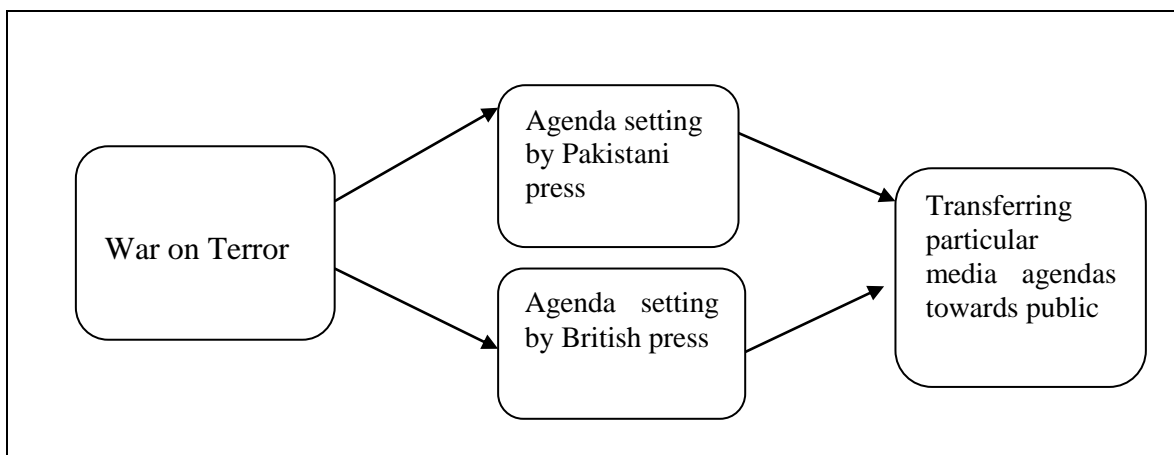 War on Terror
Agenda setting
by Pakistani
press
Agenda setting
by British press
Transferring
particular
media agendas
towards public